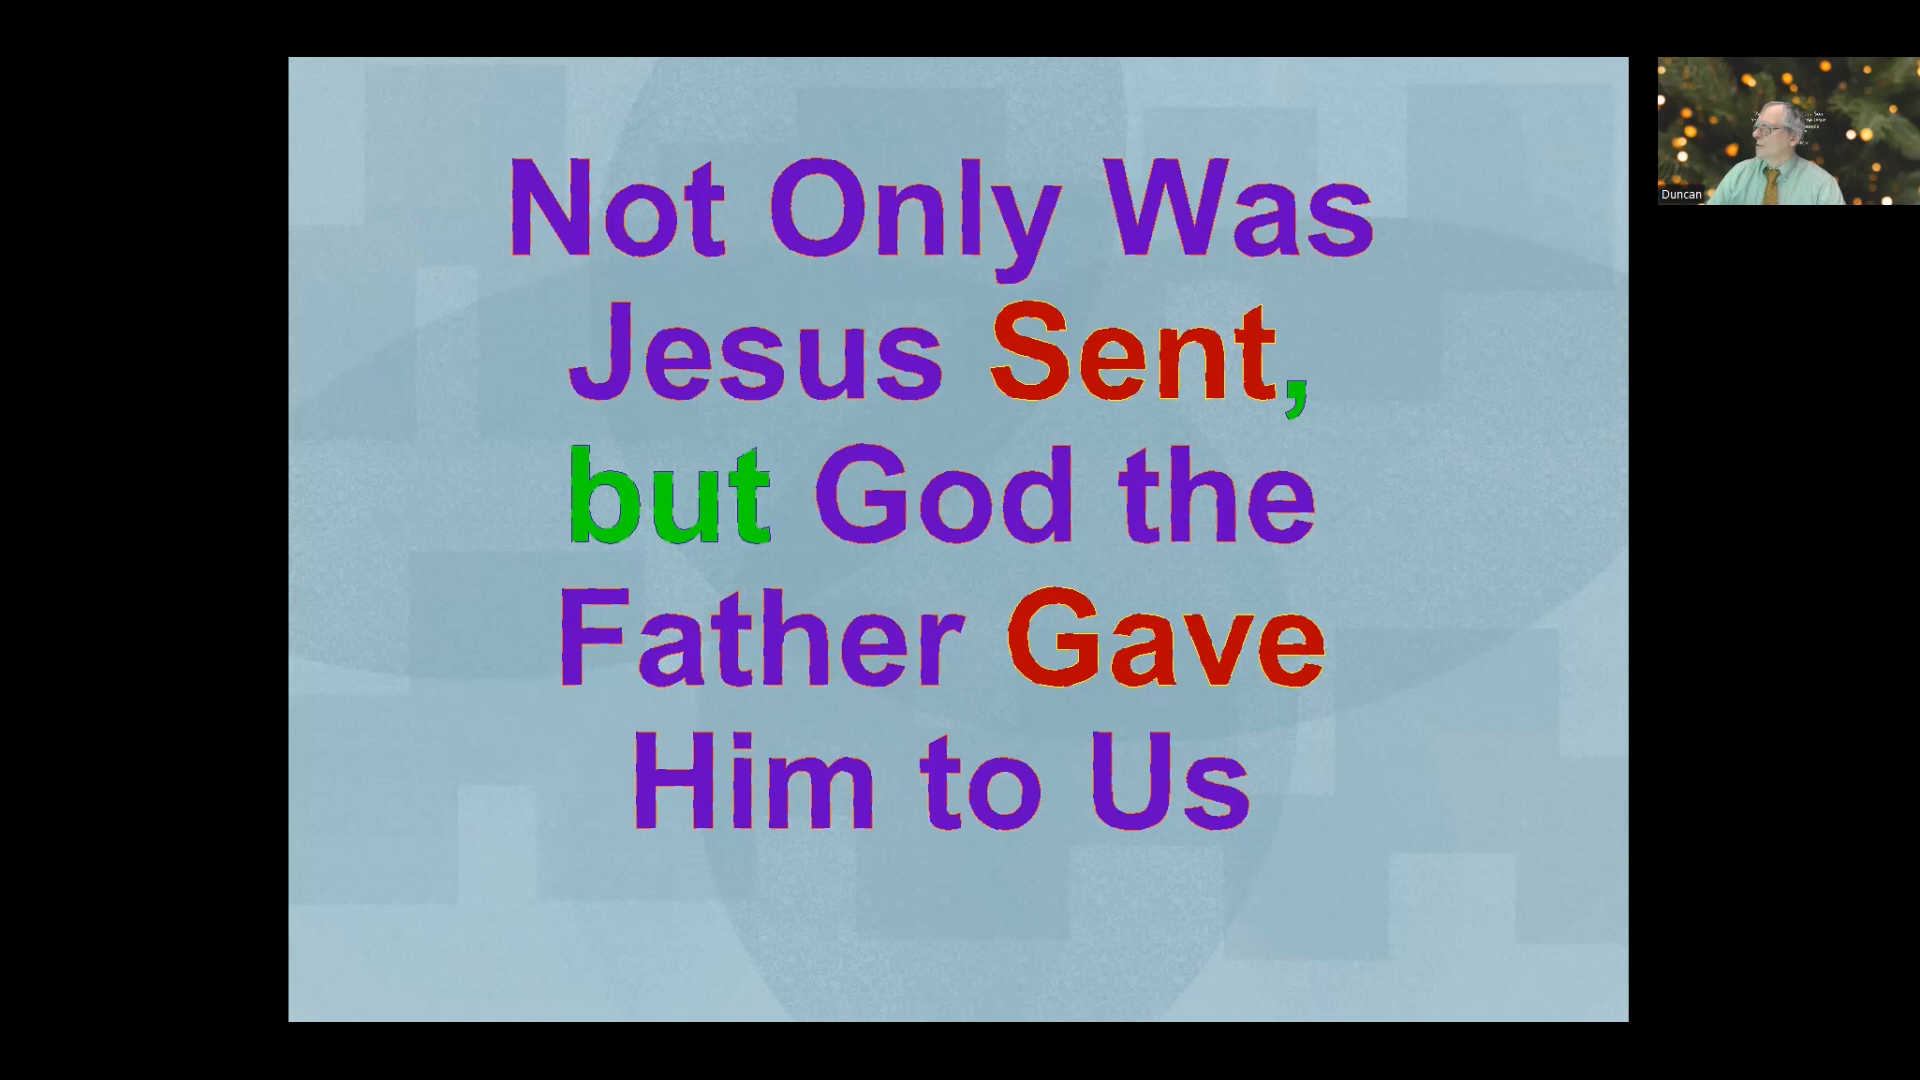 Not Only Was
Jesus Sent,
but God the
Father Gave
Him to Us
Duncan